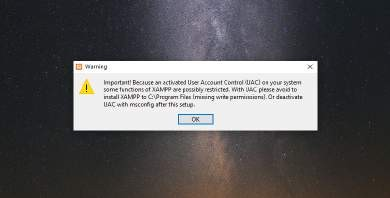 Warning
Important! Because an activated User Account Control (UAC) on your system
some functions of XAMPP are possibly restricted. With UAC please avoid to
install XAMPP to C:\Program Files (missing write permisssions). Or deactivate
UAC with msconfig after this setup.
OK